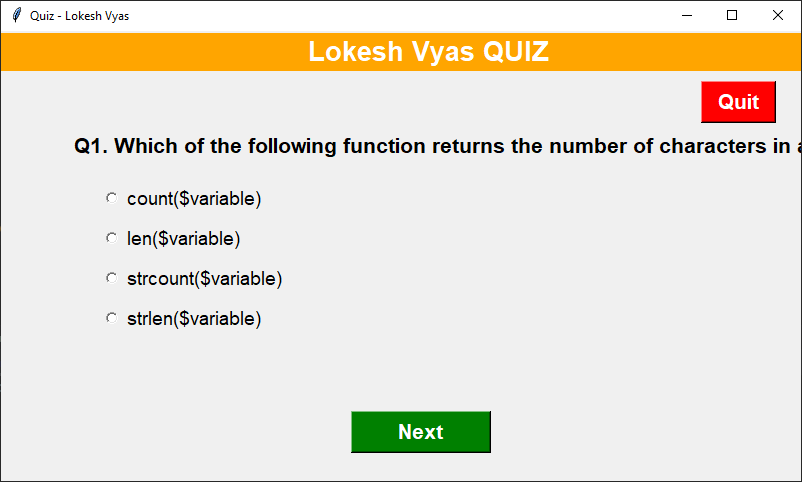 Quiz - Lokesh Vyas
Lokesh Vyas QUIZ
Quit
Q1. Which of the following function returns the number of characters in
count($variable)
len($variable)
strcount($variable)
strlen($variable)
Next